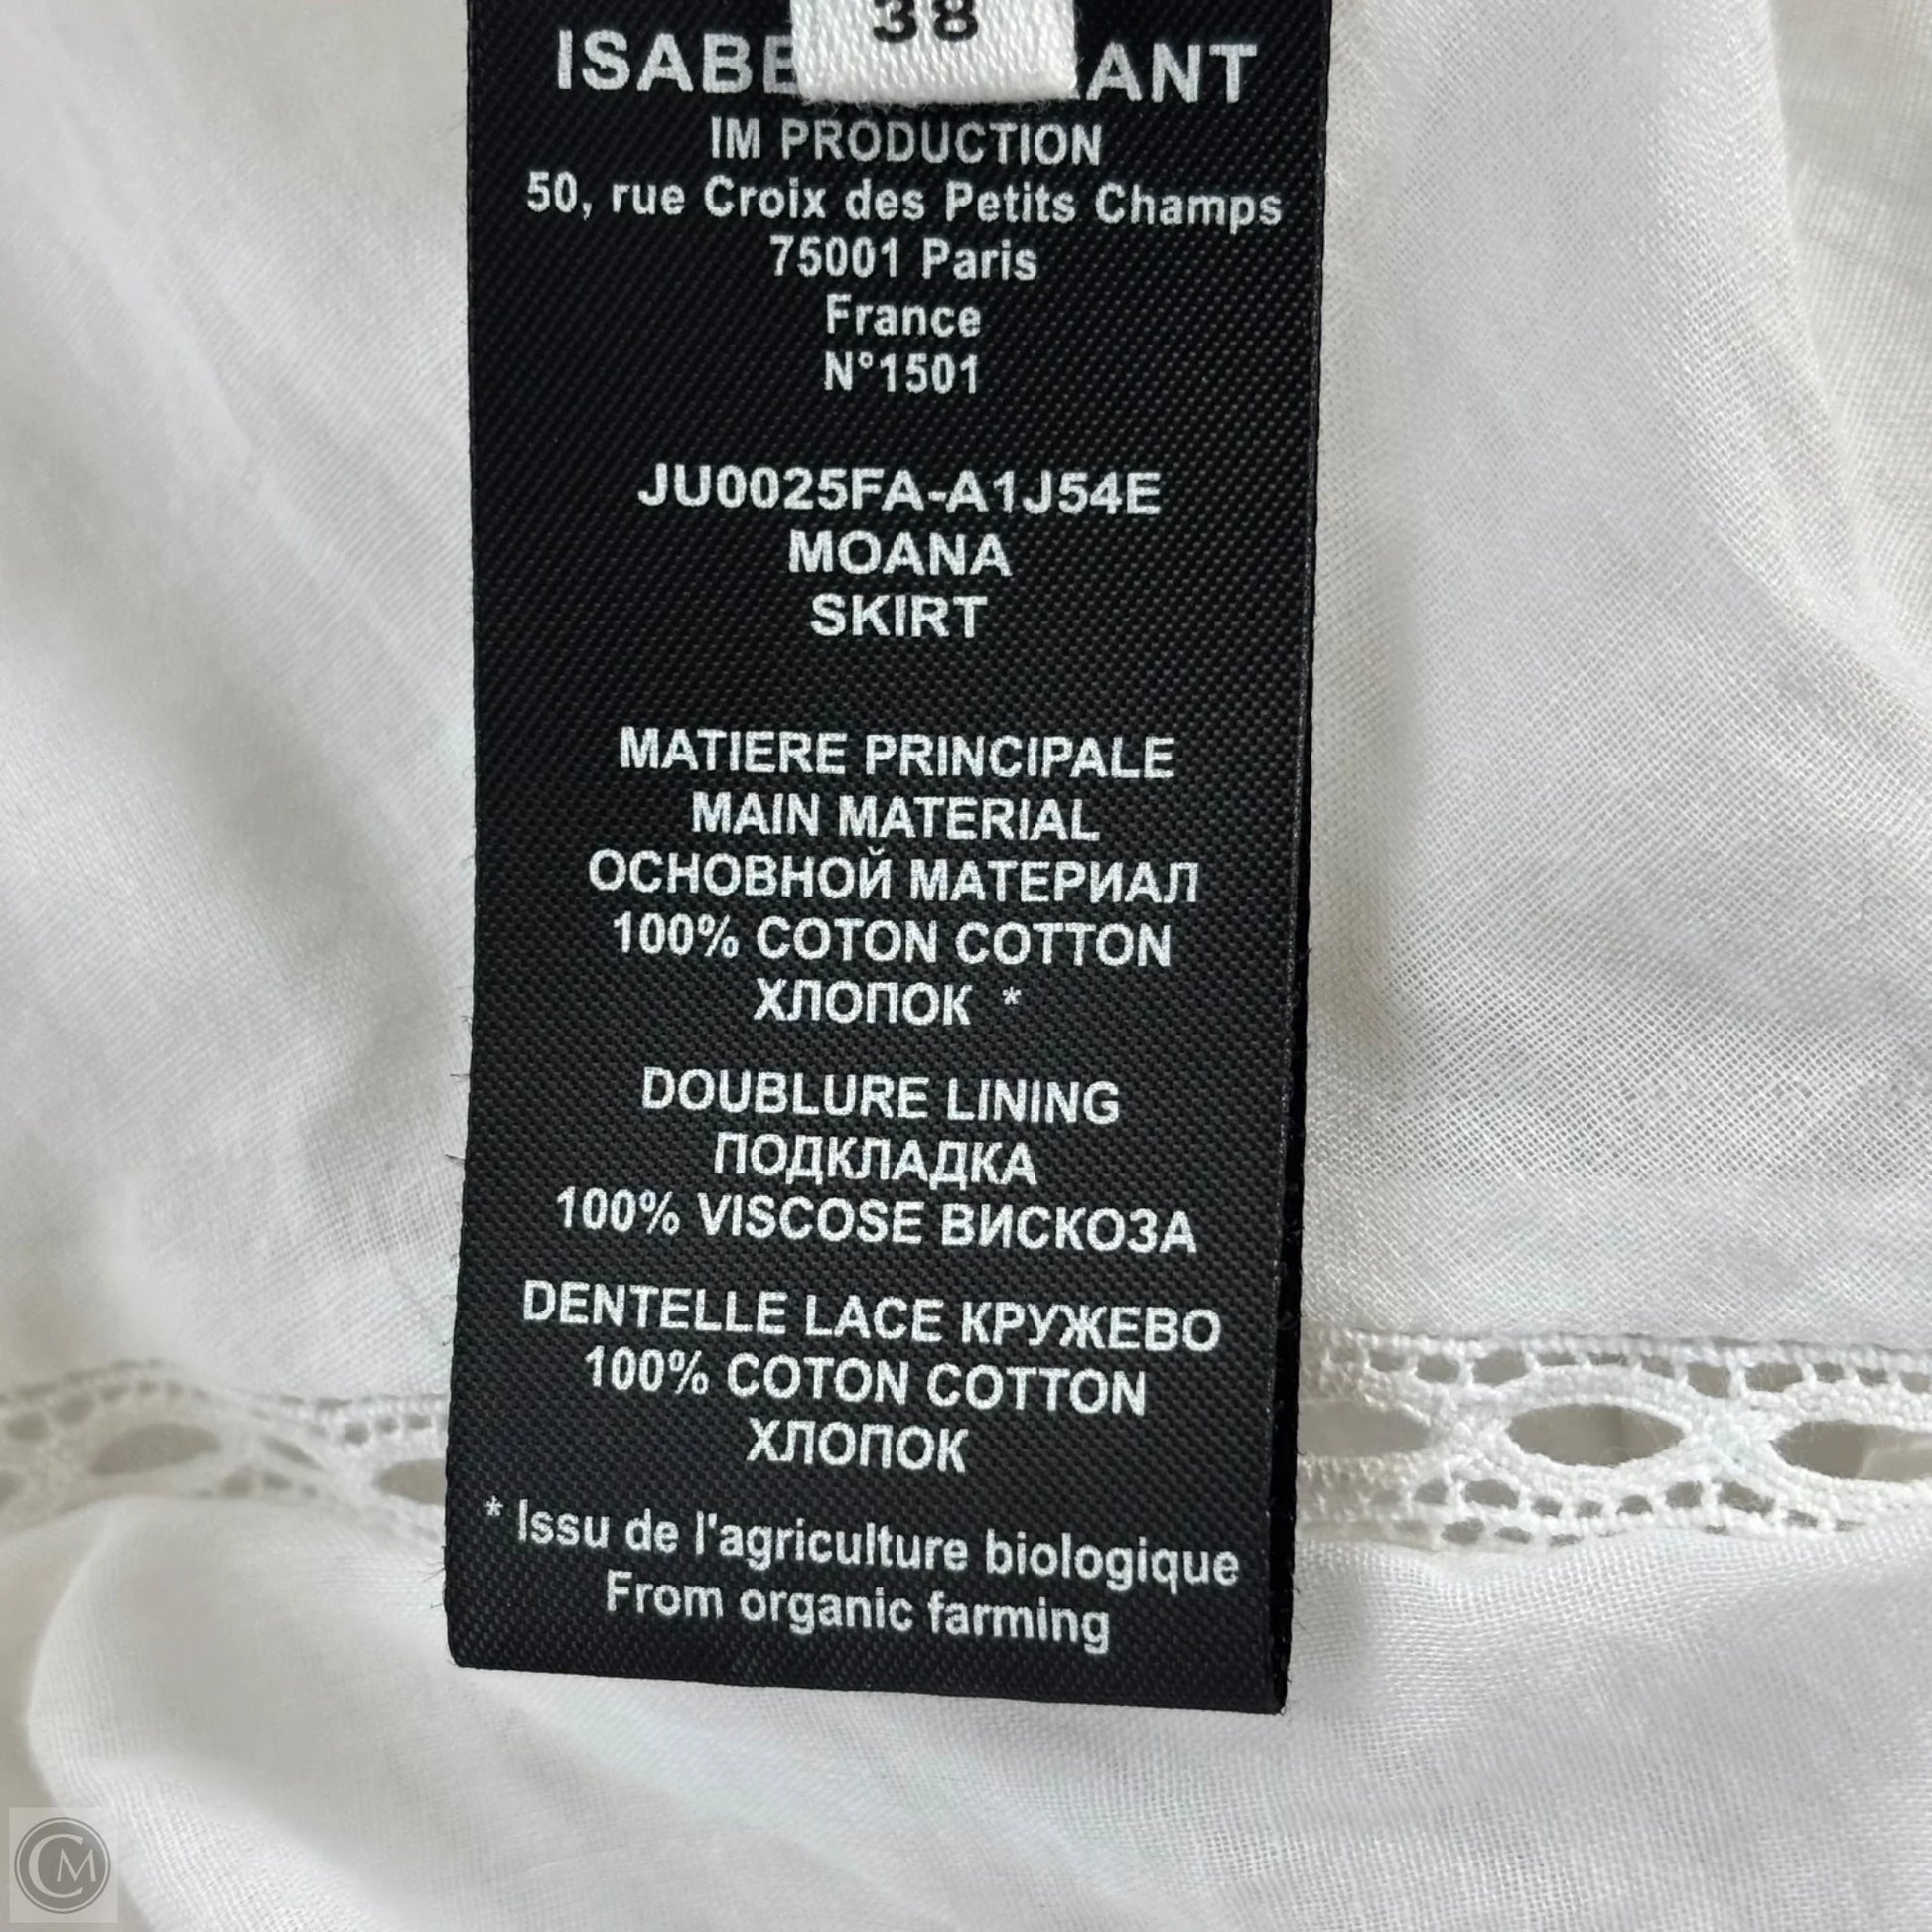 38
IM PRODUCTION
50, rue Croix des Petits Champs
75001 Paris
France
N°1501
JU0025FA-A1J54E
MOANA
SKIRT
MATIERE PRINCIPALE
MAIN MATERIAL
ОСНОВНОЙ МАТЕРИАЛ
100% COTON COTTON
ХЛОПОК *
DOUBLURE LINING
ПОДКЛАДКА
100% VISCOSE ВИСКОЗА
DENTELLE LACE КРУЖЕВО
100% COTON COTTON
ХЛОПОК
* Issu de l'agriculture biologique
From organic farming
CM